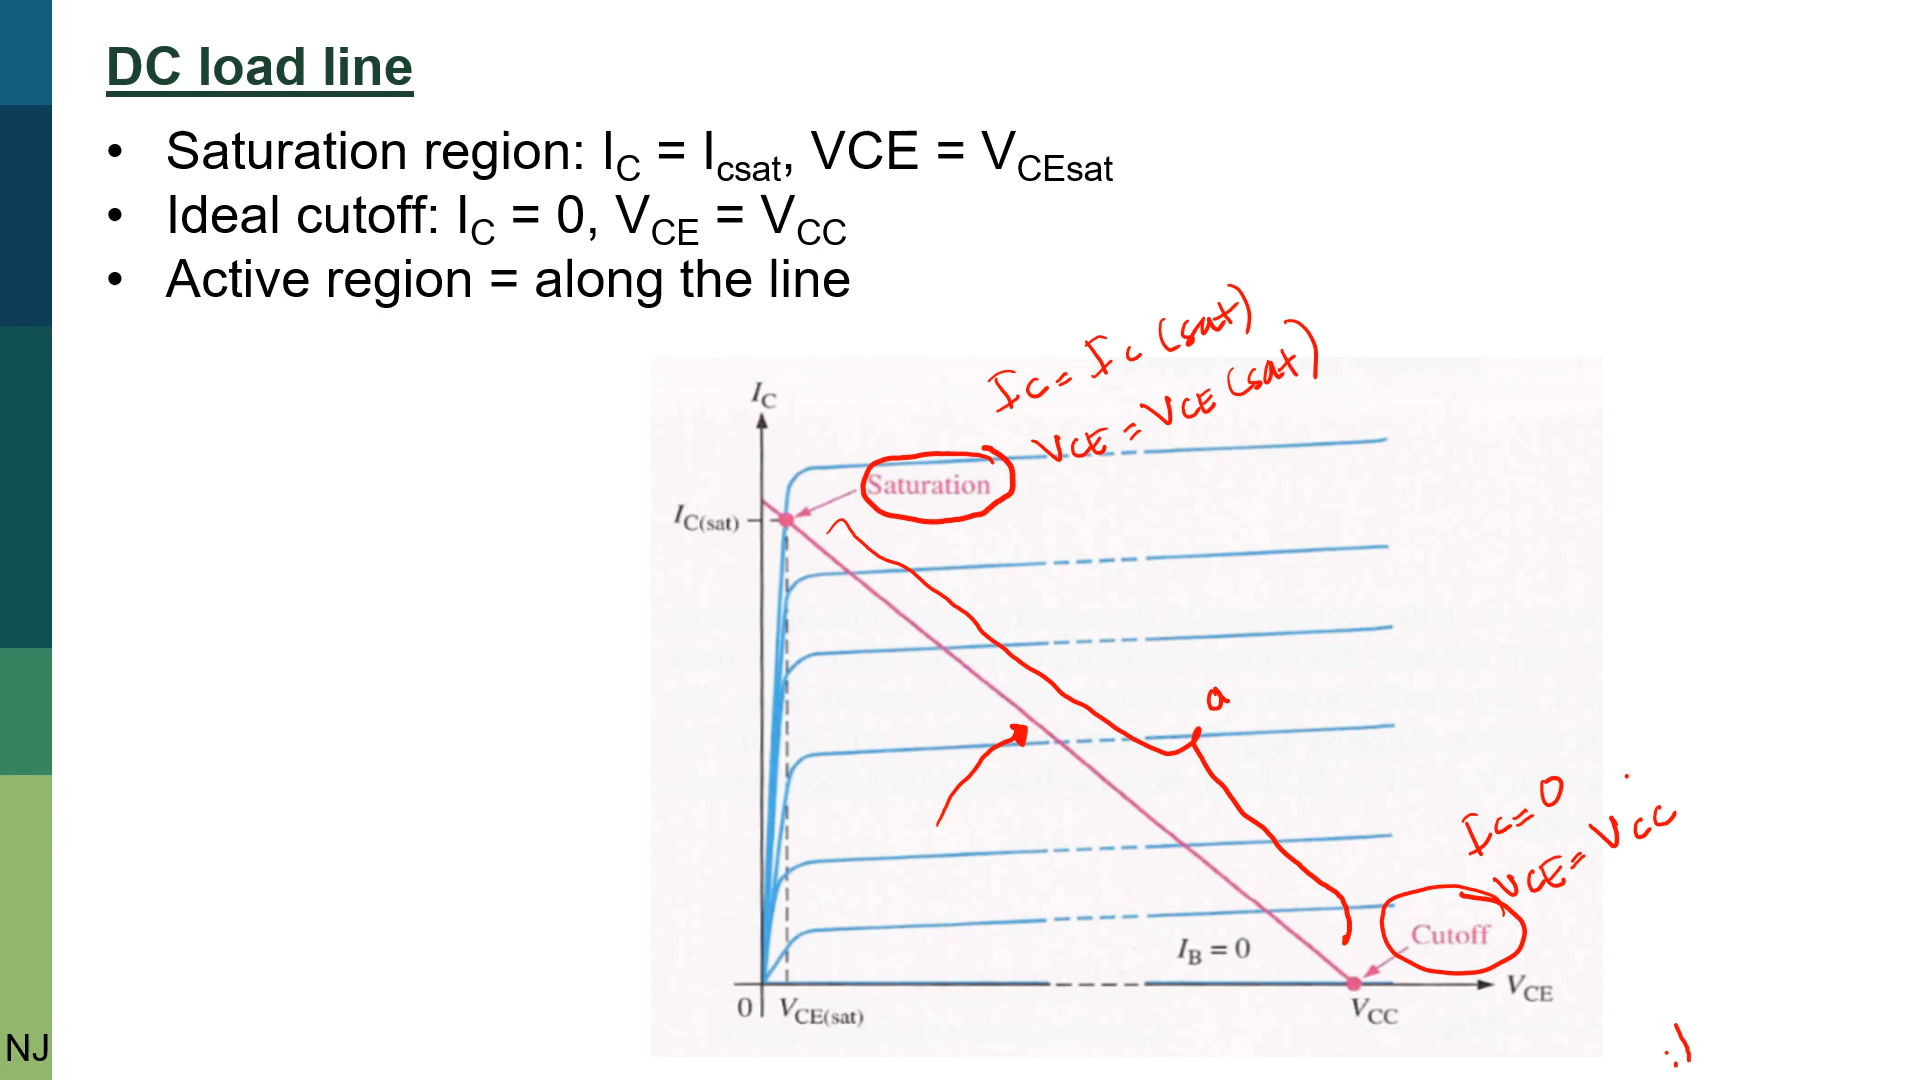 DC load line
• Saturation region: IC = Icsat, VCE = VCEsat
• Ideal cutoff: IC = 0, VCE = VCC
• Active region = along the line
IC = IC (sat)
VCE = VCE (sat)
IC
Saturation
IC(sat)
a
IC = 0
VCE = VCC
Cutoff
IB = 0
VCE
0
VCE(sat)
VCC
NJ